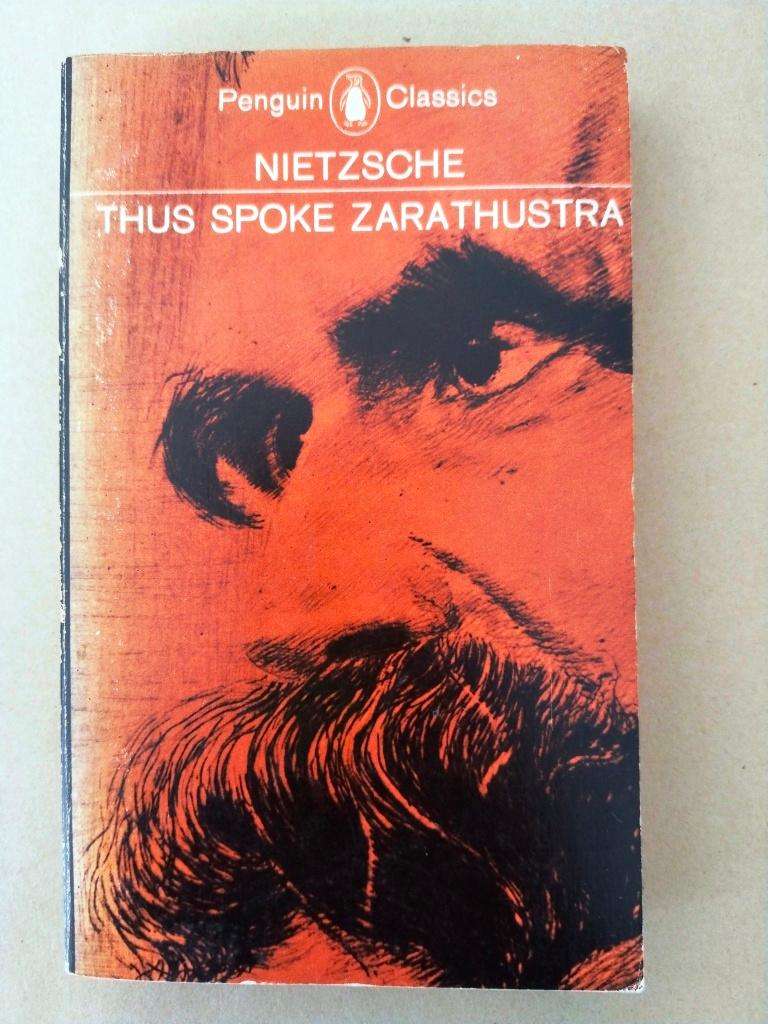 Penguin Classics
NIETZSCHE
THUS SPOKE ZARATHUSTRA